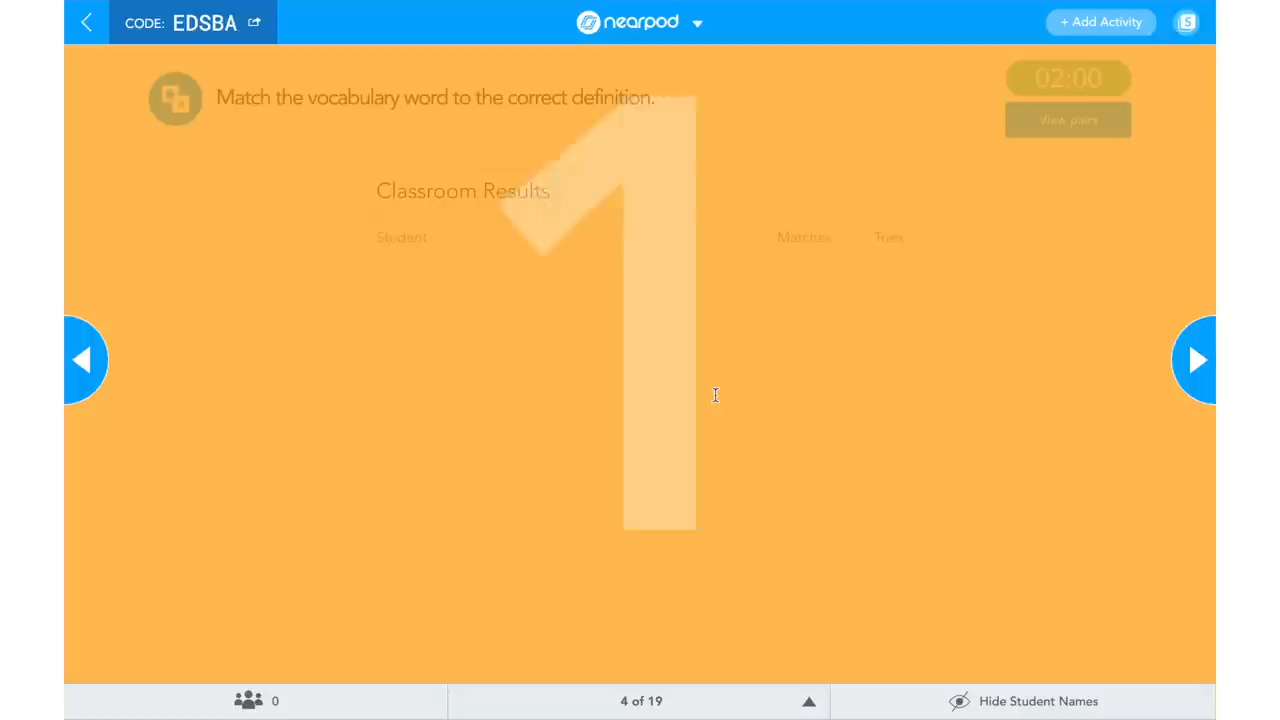 CODE: EDSBA
nearpod
+ Add Activity
S
Match the vocabulary word to the correct definition.
02:00
View pairs
1
Classroom Results
Student Matches Tries
0
4 of 19
Hide Student Names